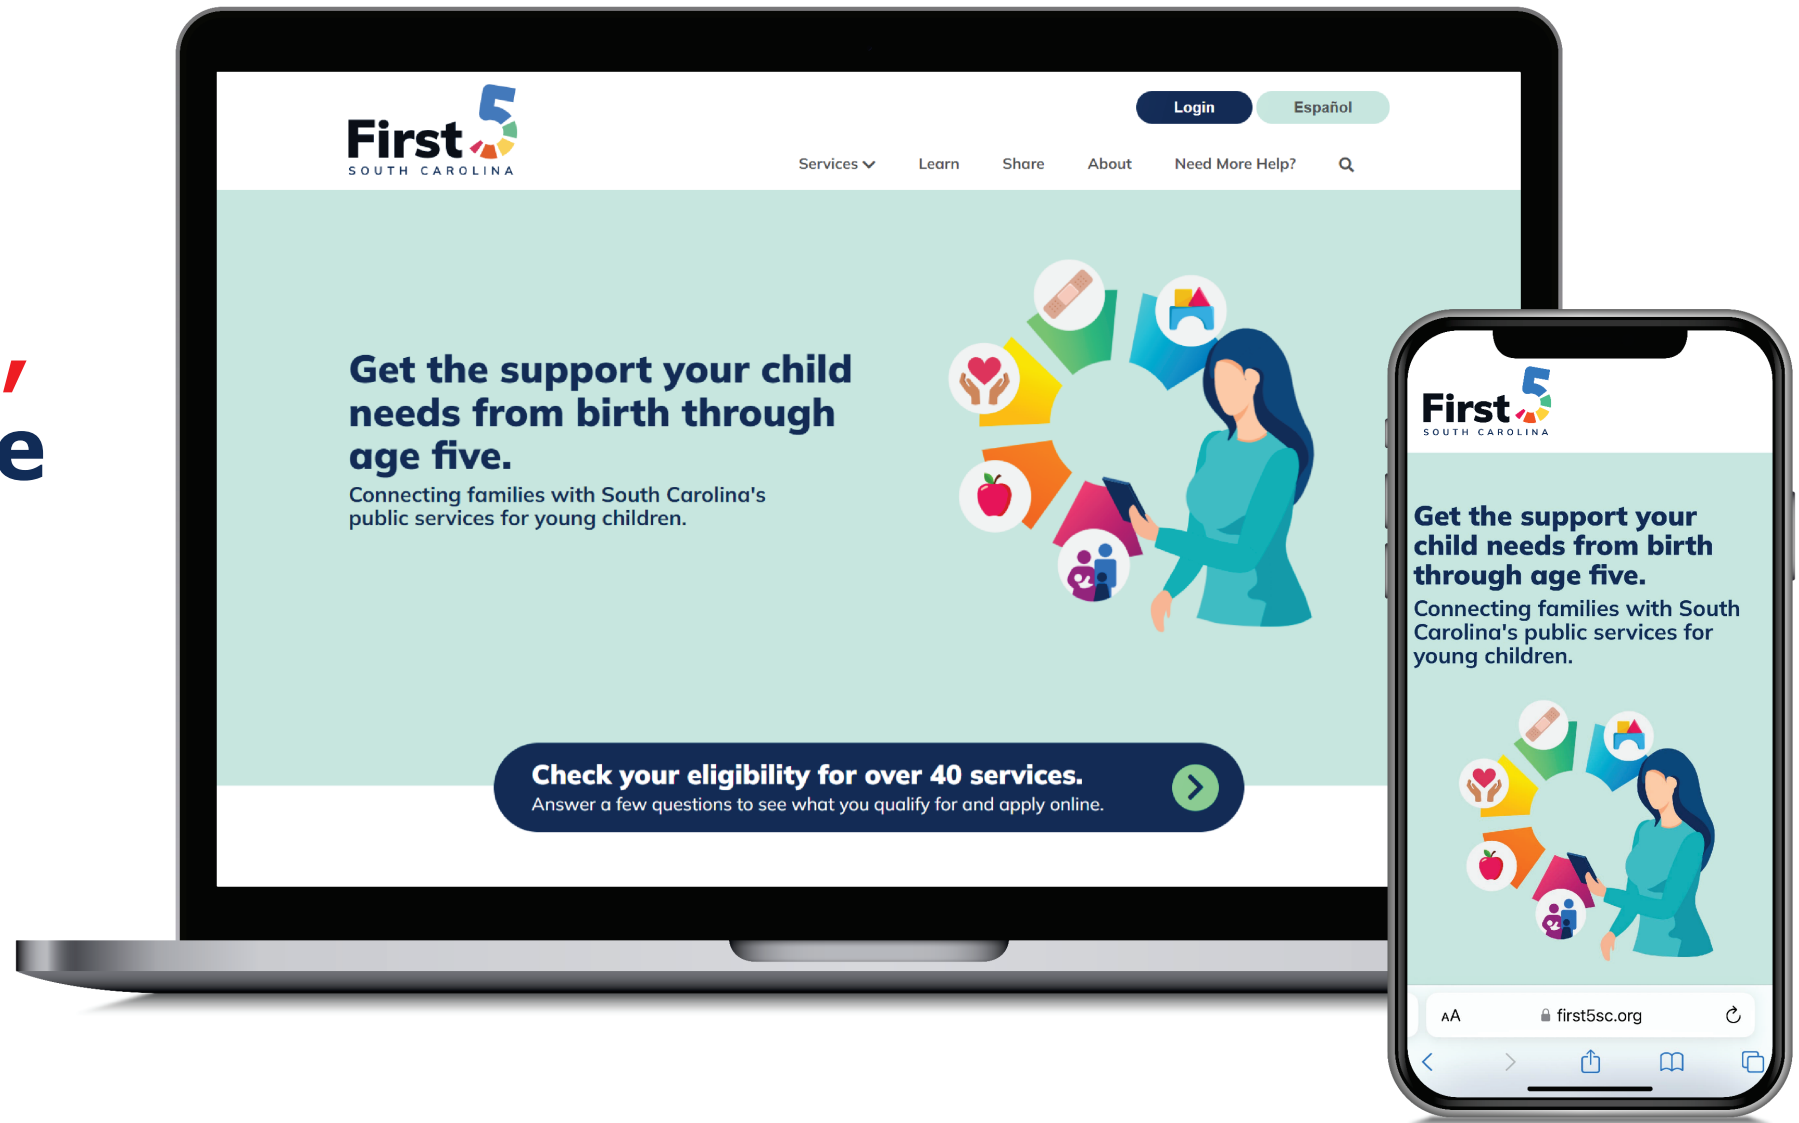 ,
e
First 5
SOUTH CAROLINA
Login
Español
Services
Learn
Share
About
Need More Help?
Get the support your child
needs from birth through
age five.
Connecting families with South Carolina's
public services for young children.
Check your eligibility for over 40 services.
Answer a few questions to see what you qualify for and apply online.
First 5
SOUTH CAROLINA
Get the support your
child needs from birth
through age five.
Connecting families with South
Carolina's public services for
young children.
AA
first5sc.org